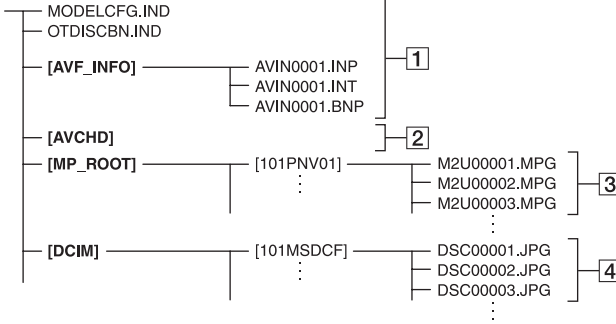 MODELCFG.IND
OTDISCBN.IND
[AVF_INFO] AVIN0001.INP
AVIN0001.INT
AVIN0001.BNP
1
[AVCHD] 2
[MP_ROOT] [101PNV01] M2U00001.MPG
M2U00002.MPG
M2U00003.MPG
3
[DCIM] [101MSDCF] DSC00001.JPG
DSC00002.JPG
DSC00003.JPG
4